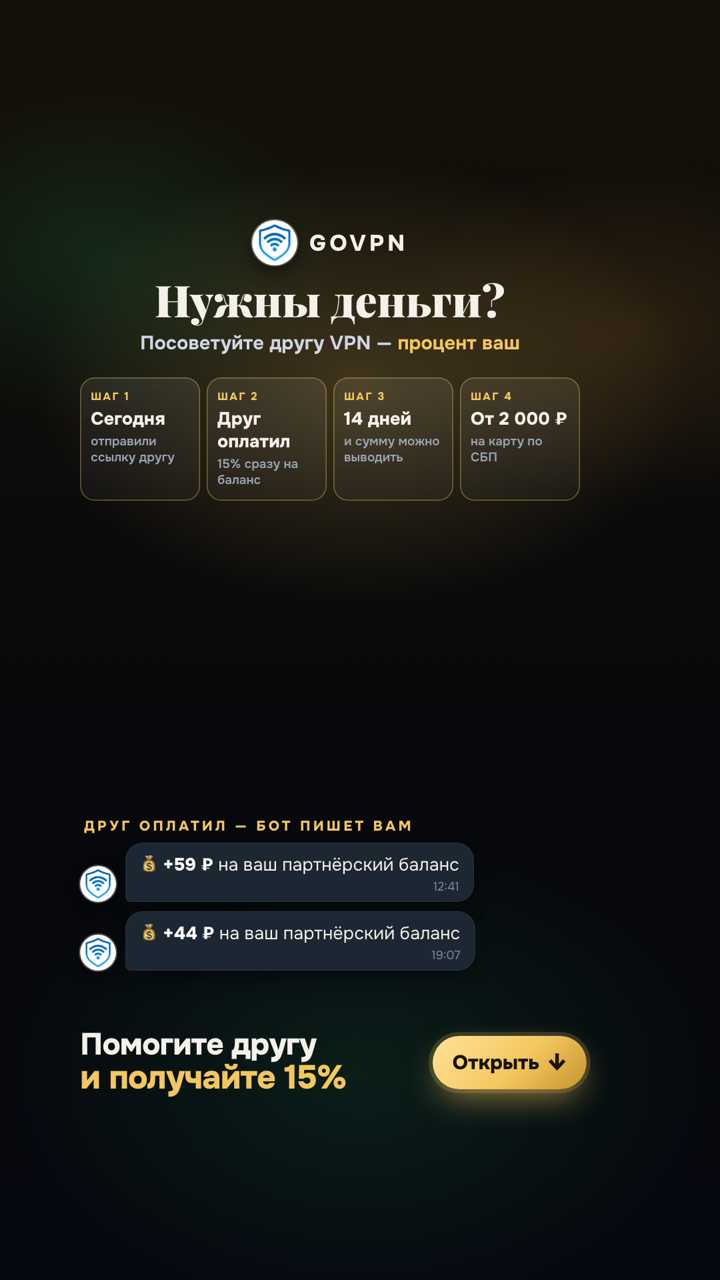 GOVPN
Нужны деньги?
Посоветуйте другу VPN — процент ваш
ШАГ 1
Сегодня
отправили
ссылку другу
ШАГ 2
Друг
оплатил
15% сразу на
баланс
ШАГ 3
14 дней
и сумму можно
выводить
ШАГ 4
От 2 000 ₽
на карту по
СБП
ДРУГ ОПЛАТИЛ — БОТ ПИШЕТ ВАМ
💰 +59 ₽ на ваш партнёрский баланс
12:41
💰 +44 ₽ на ваш партнёрский баланс
19:07
Помогите другу
и получайте 15%
Открыть ↓